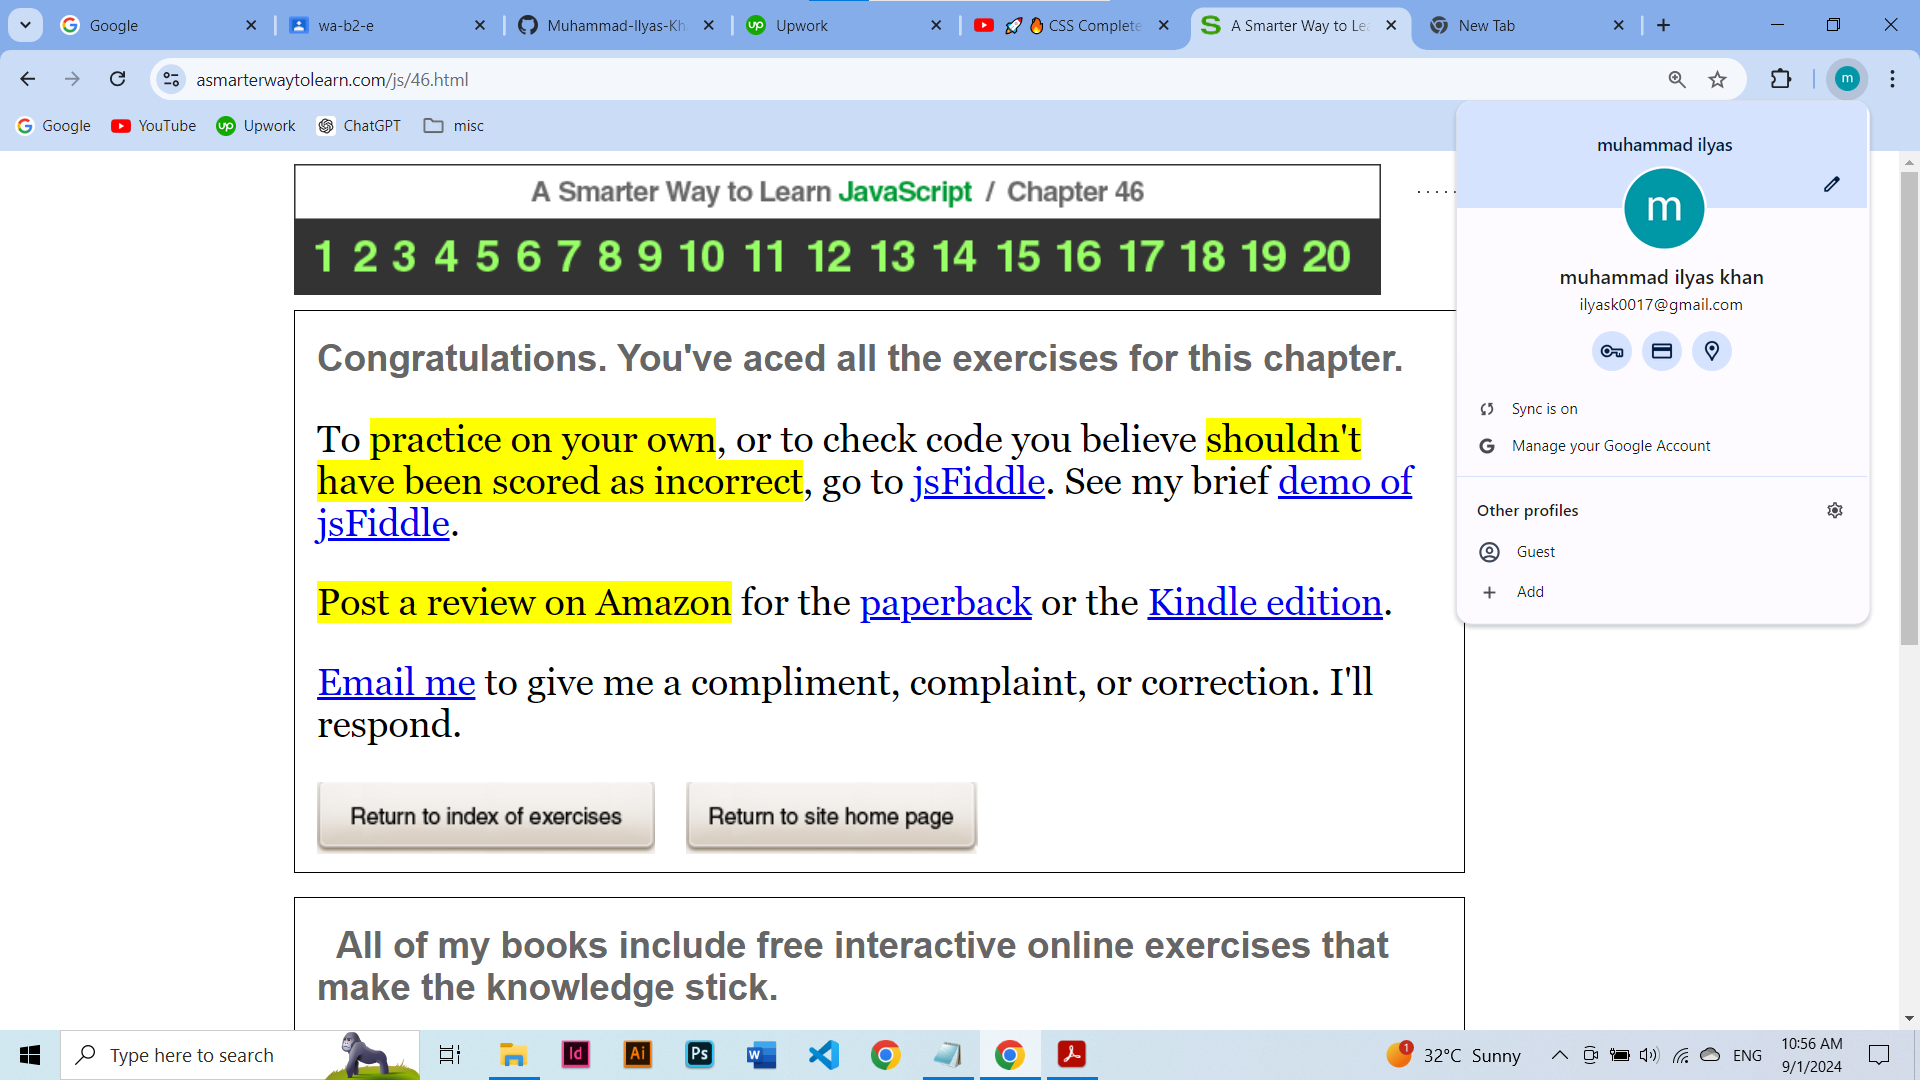 Google
wa-b2-e
Muhammad-Ilyas-Kh
Upwork
CSS Complete
A Smarter Way to Lea
New Tab
asmarterwaytolearn.com/js/46.html
m
Google
YouTube
Upwork
ChatGPT
misc
A Smarter Way to Learn JavaScript / Chapter 46
1 2 3 4 5 6 7 8 9 10 11 12 13 14 15 16 17 18 19 20
Congratulations. You've aced all the exercises for this chapter.
To practice on your own, or to check code you believe shouldn't
have been scored as incorrect, go to jsFiddle. See my brief demo of
jsFiddle.
Post a review on Amazon for the paperback or the Kindle edition.
Email me to give me a compliment, complaint, or correction. I'll
respond.
Return to index of exercises
Return to site home page
All of my books include free interactive online exercises that
make the knowledge stick.
muhammad ilyas
m
muhammad ilyas khan
ilyask0017@gmail.com
Sync is on
Manage your Google Account
Other profiles
Guest
Add
Type here to search
Id
Ai
Ps
W
1
32°C Sunny
ENG
10:56 AM
9/1/2024